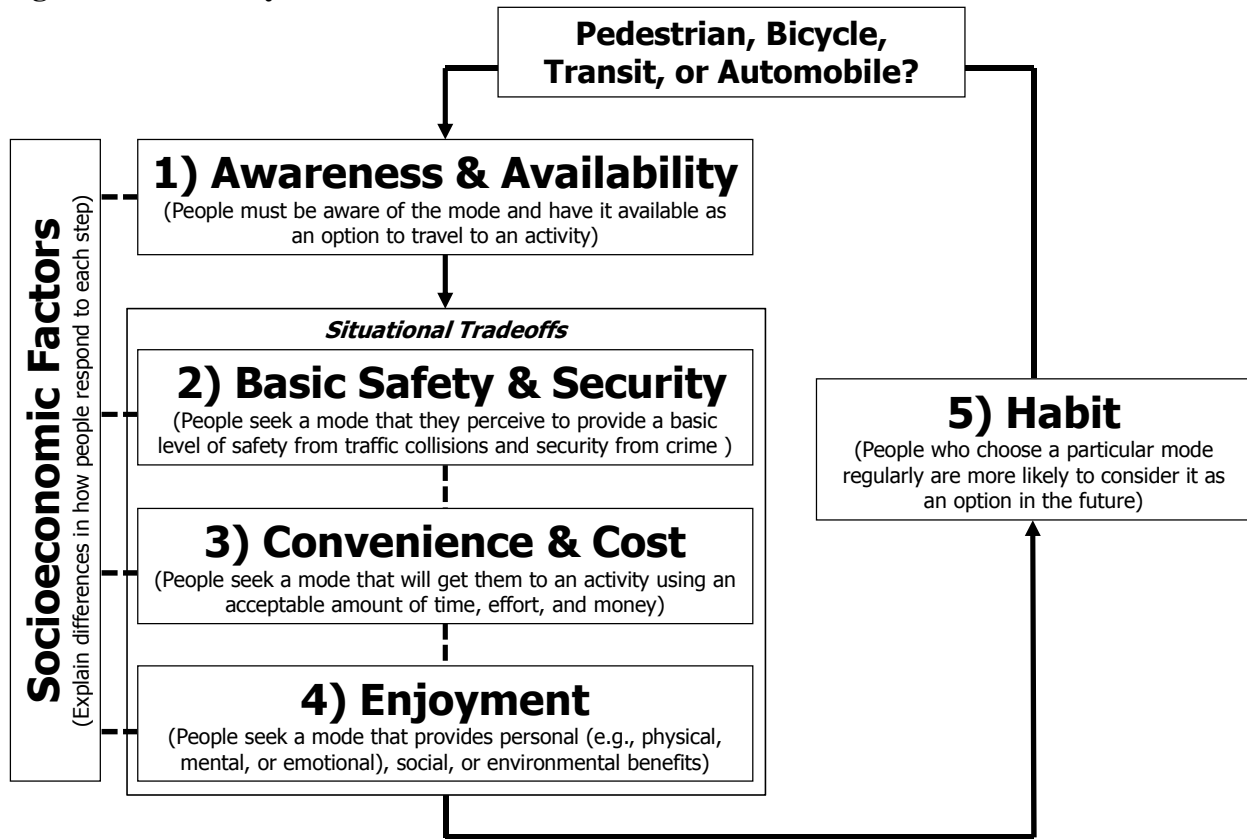 Pedestrian, Bicycle,
Transit, or Automobile?
1) Awareness & Availability
(People must be aware of the mode and have it available as
an option to travel to an activity)
Socioeconomic Factors
(Explain differences in how people respond to each step)
Situational Tradeoffs
2) Basic Safety & Security
(People seek a mode that they perceive to provide a basic
level of safety from traffic collisions and security from crime )
3) Convenience & Cost
(People seek a mode that will get them to an activity using an
acceptable amount of time, effort, and money)
4) Enjoyment
(People seek a mode that provides personal (e.g., physical,
mental, or emotional), social, or environmental benefits)
5) Habit
(People who choose a particular mode
regularly are more likely to consider it as
an option in the future)